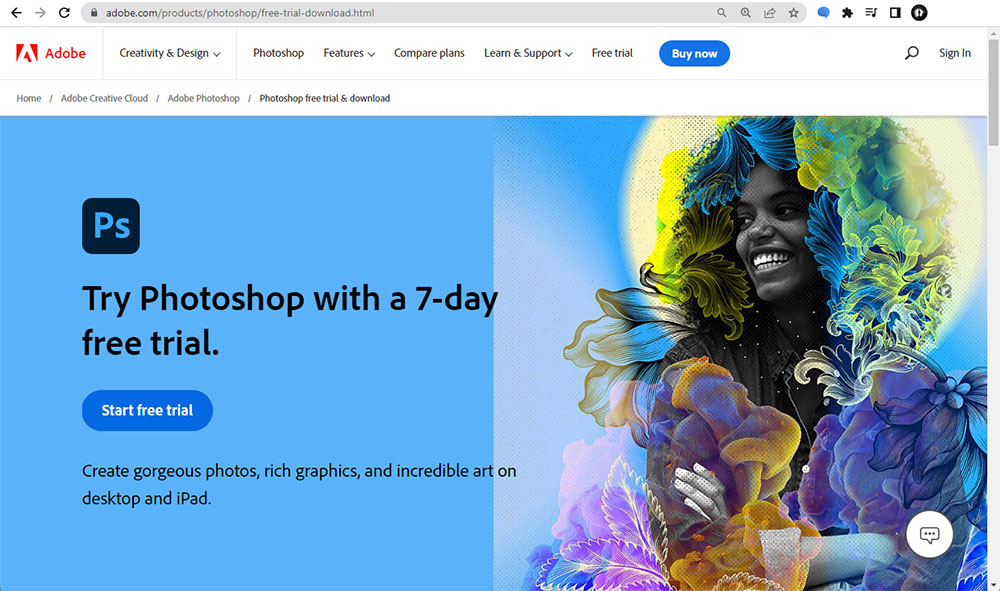 adobe.com/products/photoshop/free-trial-download.html
Adobe Creativity & Design Photoshop Features Compare plans Learn & Support Free trial Buy now Sign In
Home / Adobe Creative Cloud / Adobe Photoshop / Photoshop free trial & download
Ps
Try Photoshop with a 7-day
free trial.
Start free trial
Create gorgeous photos, rich graphics, and incredible art on
desktop and iPad.